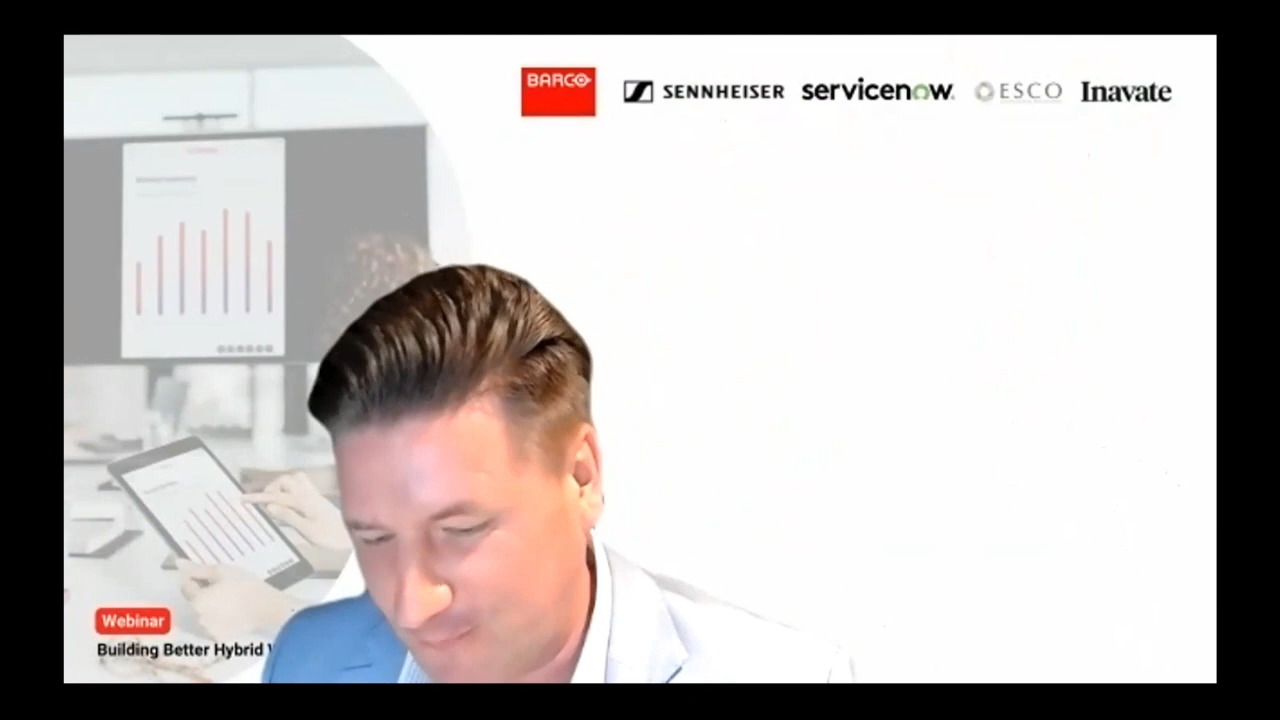 BARCO
SENNHEISER
servicenow
ESCO
Inavate
Webinar
Building Better Hybrid